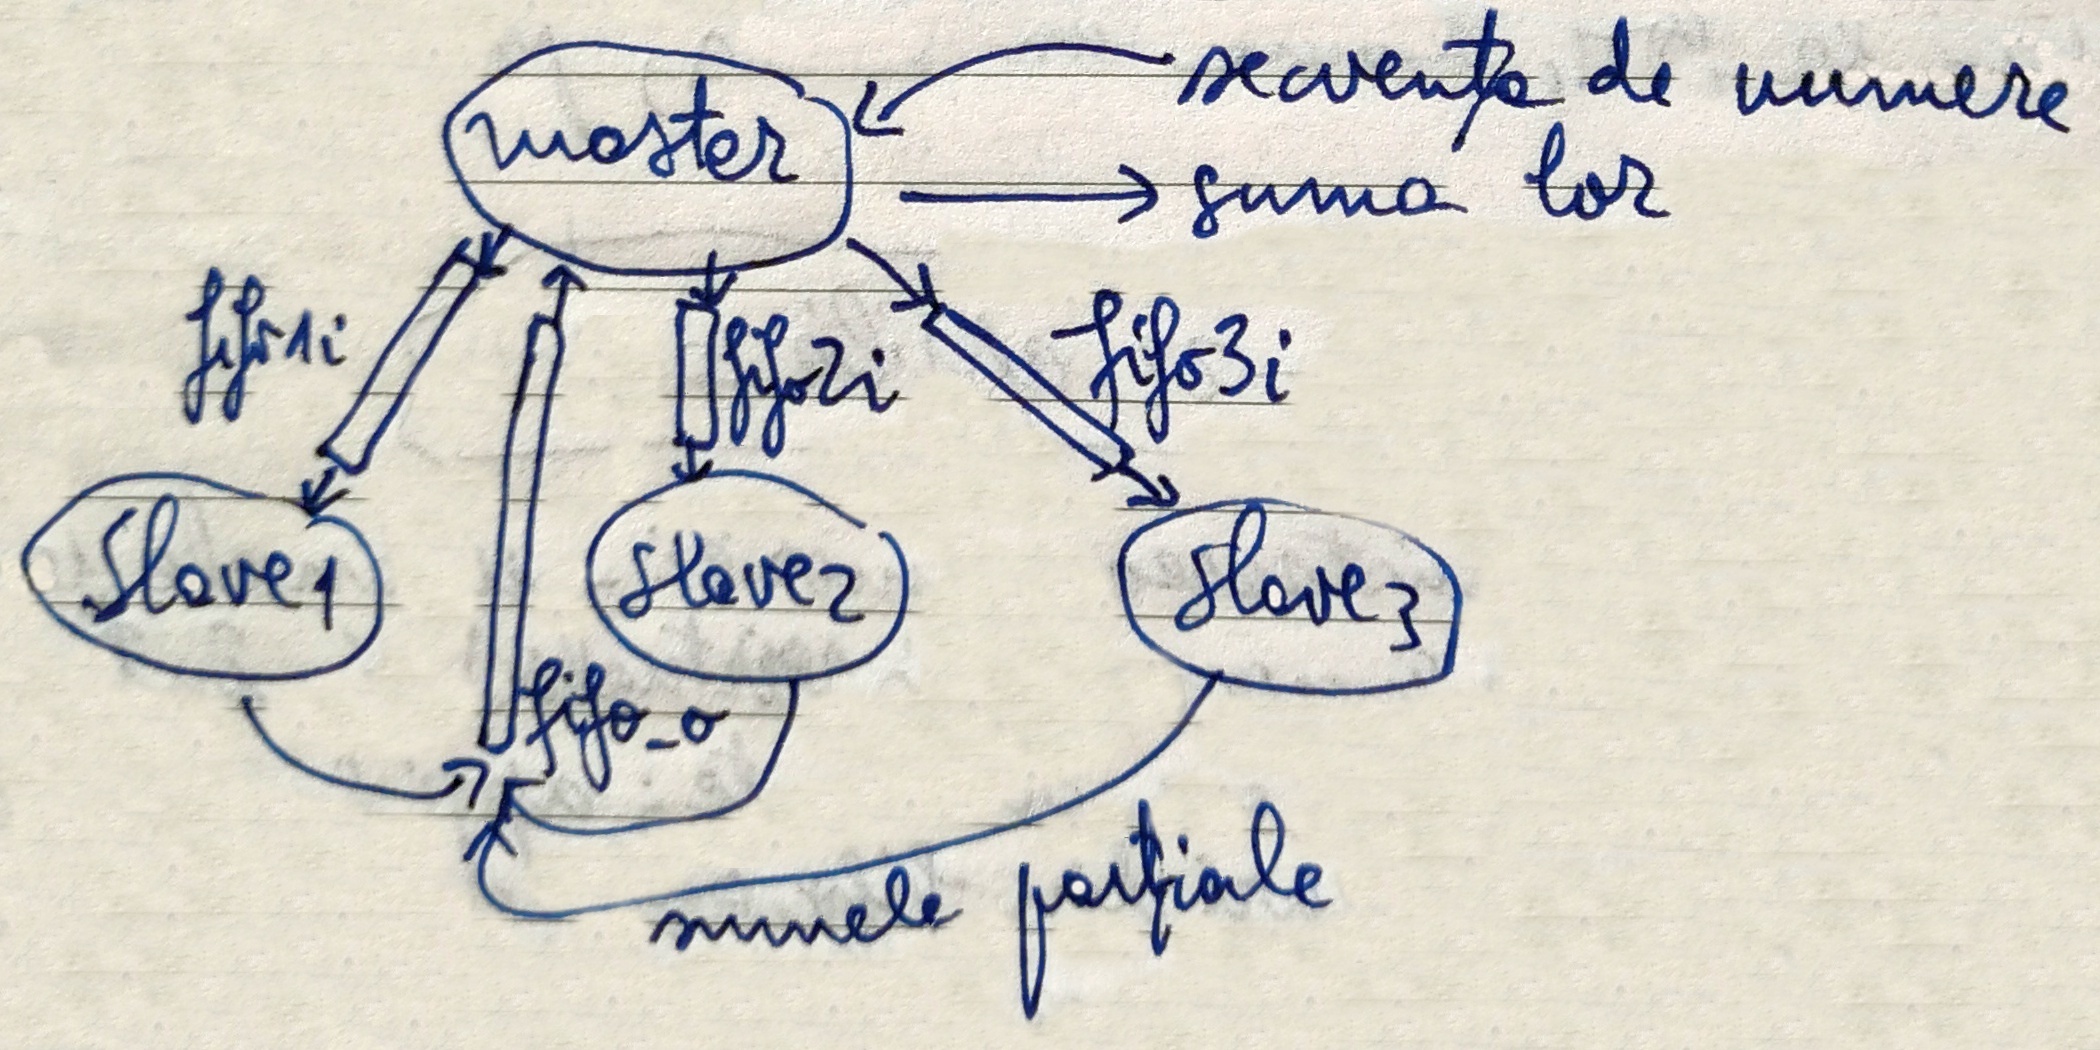 master
secvența de numere
suma lor
fifo1i
fifo2i
fifo3i
Slave1
slave2
slave3
fifo_o
sumele parțiale